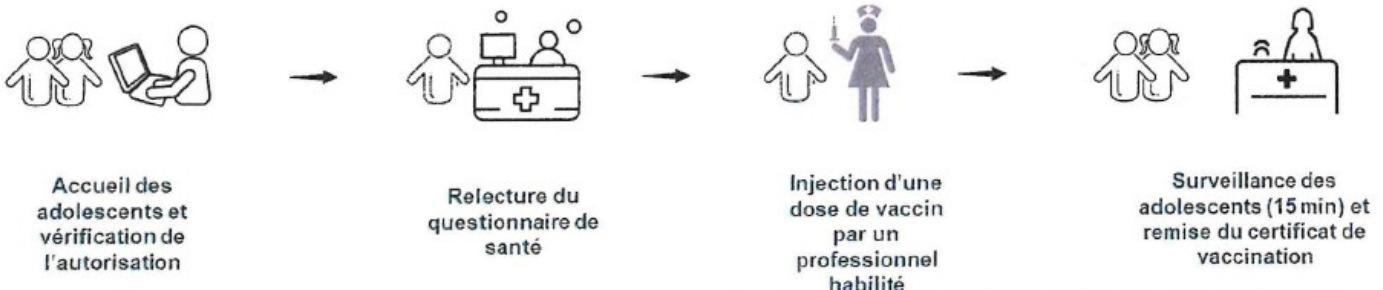 Accueil des
adolescents et
vérification de
l'autorisation
Relecture du
questionnaire de
santé
Injection d'une
dose de vaccin
par un
professionnel
habilité
Surveillance des
adolescents (15 min) et
remise du certificat de
vaccination